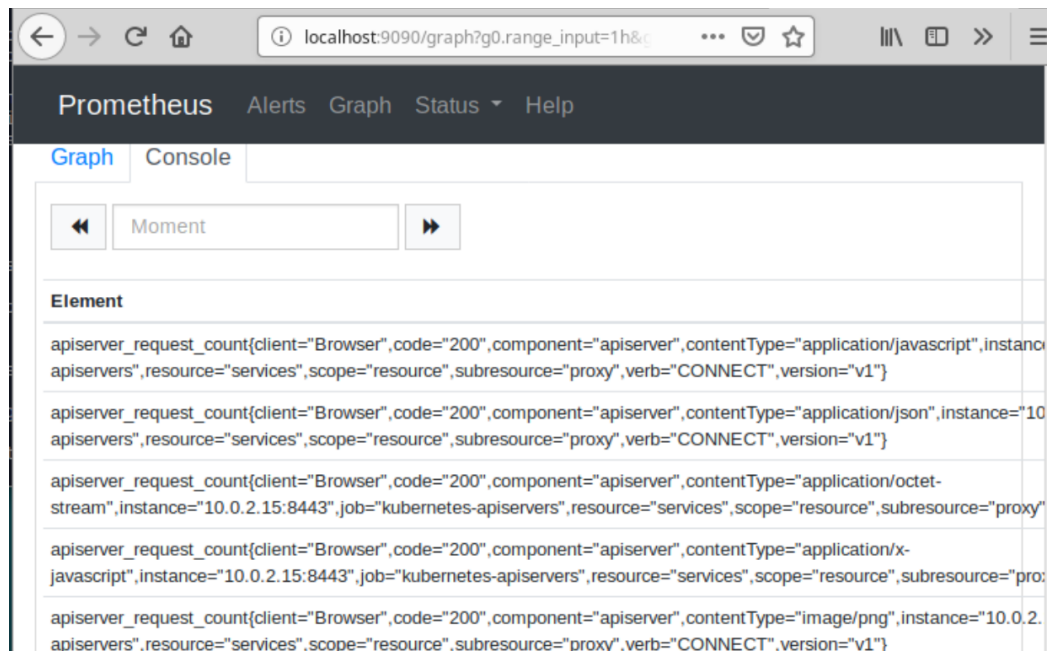 localhost:9090/graph?g0.range_input=1h&g
Prometheus Alerts Graph Status Help
Graph Console
Moment
Element
apiserver_request_count{client="Browser",code="200",component="apiserver",contentType="application/javascript",instance
apiservers",resource="services",scope="resource",subresource="proxy",verb="CONNECT",version="v1"}
apiserver_request_count{client="Browser",code="200",component="apiserver",contentType="application/json",instance="10
apiservers",resource="services",scope="resource",subresource="proxy",verb="CONNECT",version="v1"}
apiserver_request_count{client="Browser",code="200",component="apiserver",contentType="application/octet-
stream",instance="10.0.2.15:8443",job="kubernetes-apiservers",resource="services",scope="resource",subresource="proxy"
apiserver_request_count{client="Browser",code="200",component="apiserver",contentType="application/x-
javascript",instance="10.0.2.15:8443",job="kubernetes-apiservers",resource="services",scope="resource",subresource="prox
apiserver_request_count{client="Browser",code="200",component="apiserver",contentType="image/png",instance="10.0.2.
apiservers",resource="services",scope="resource",subresource="proxy",verb="CONNECT",version="v1"}